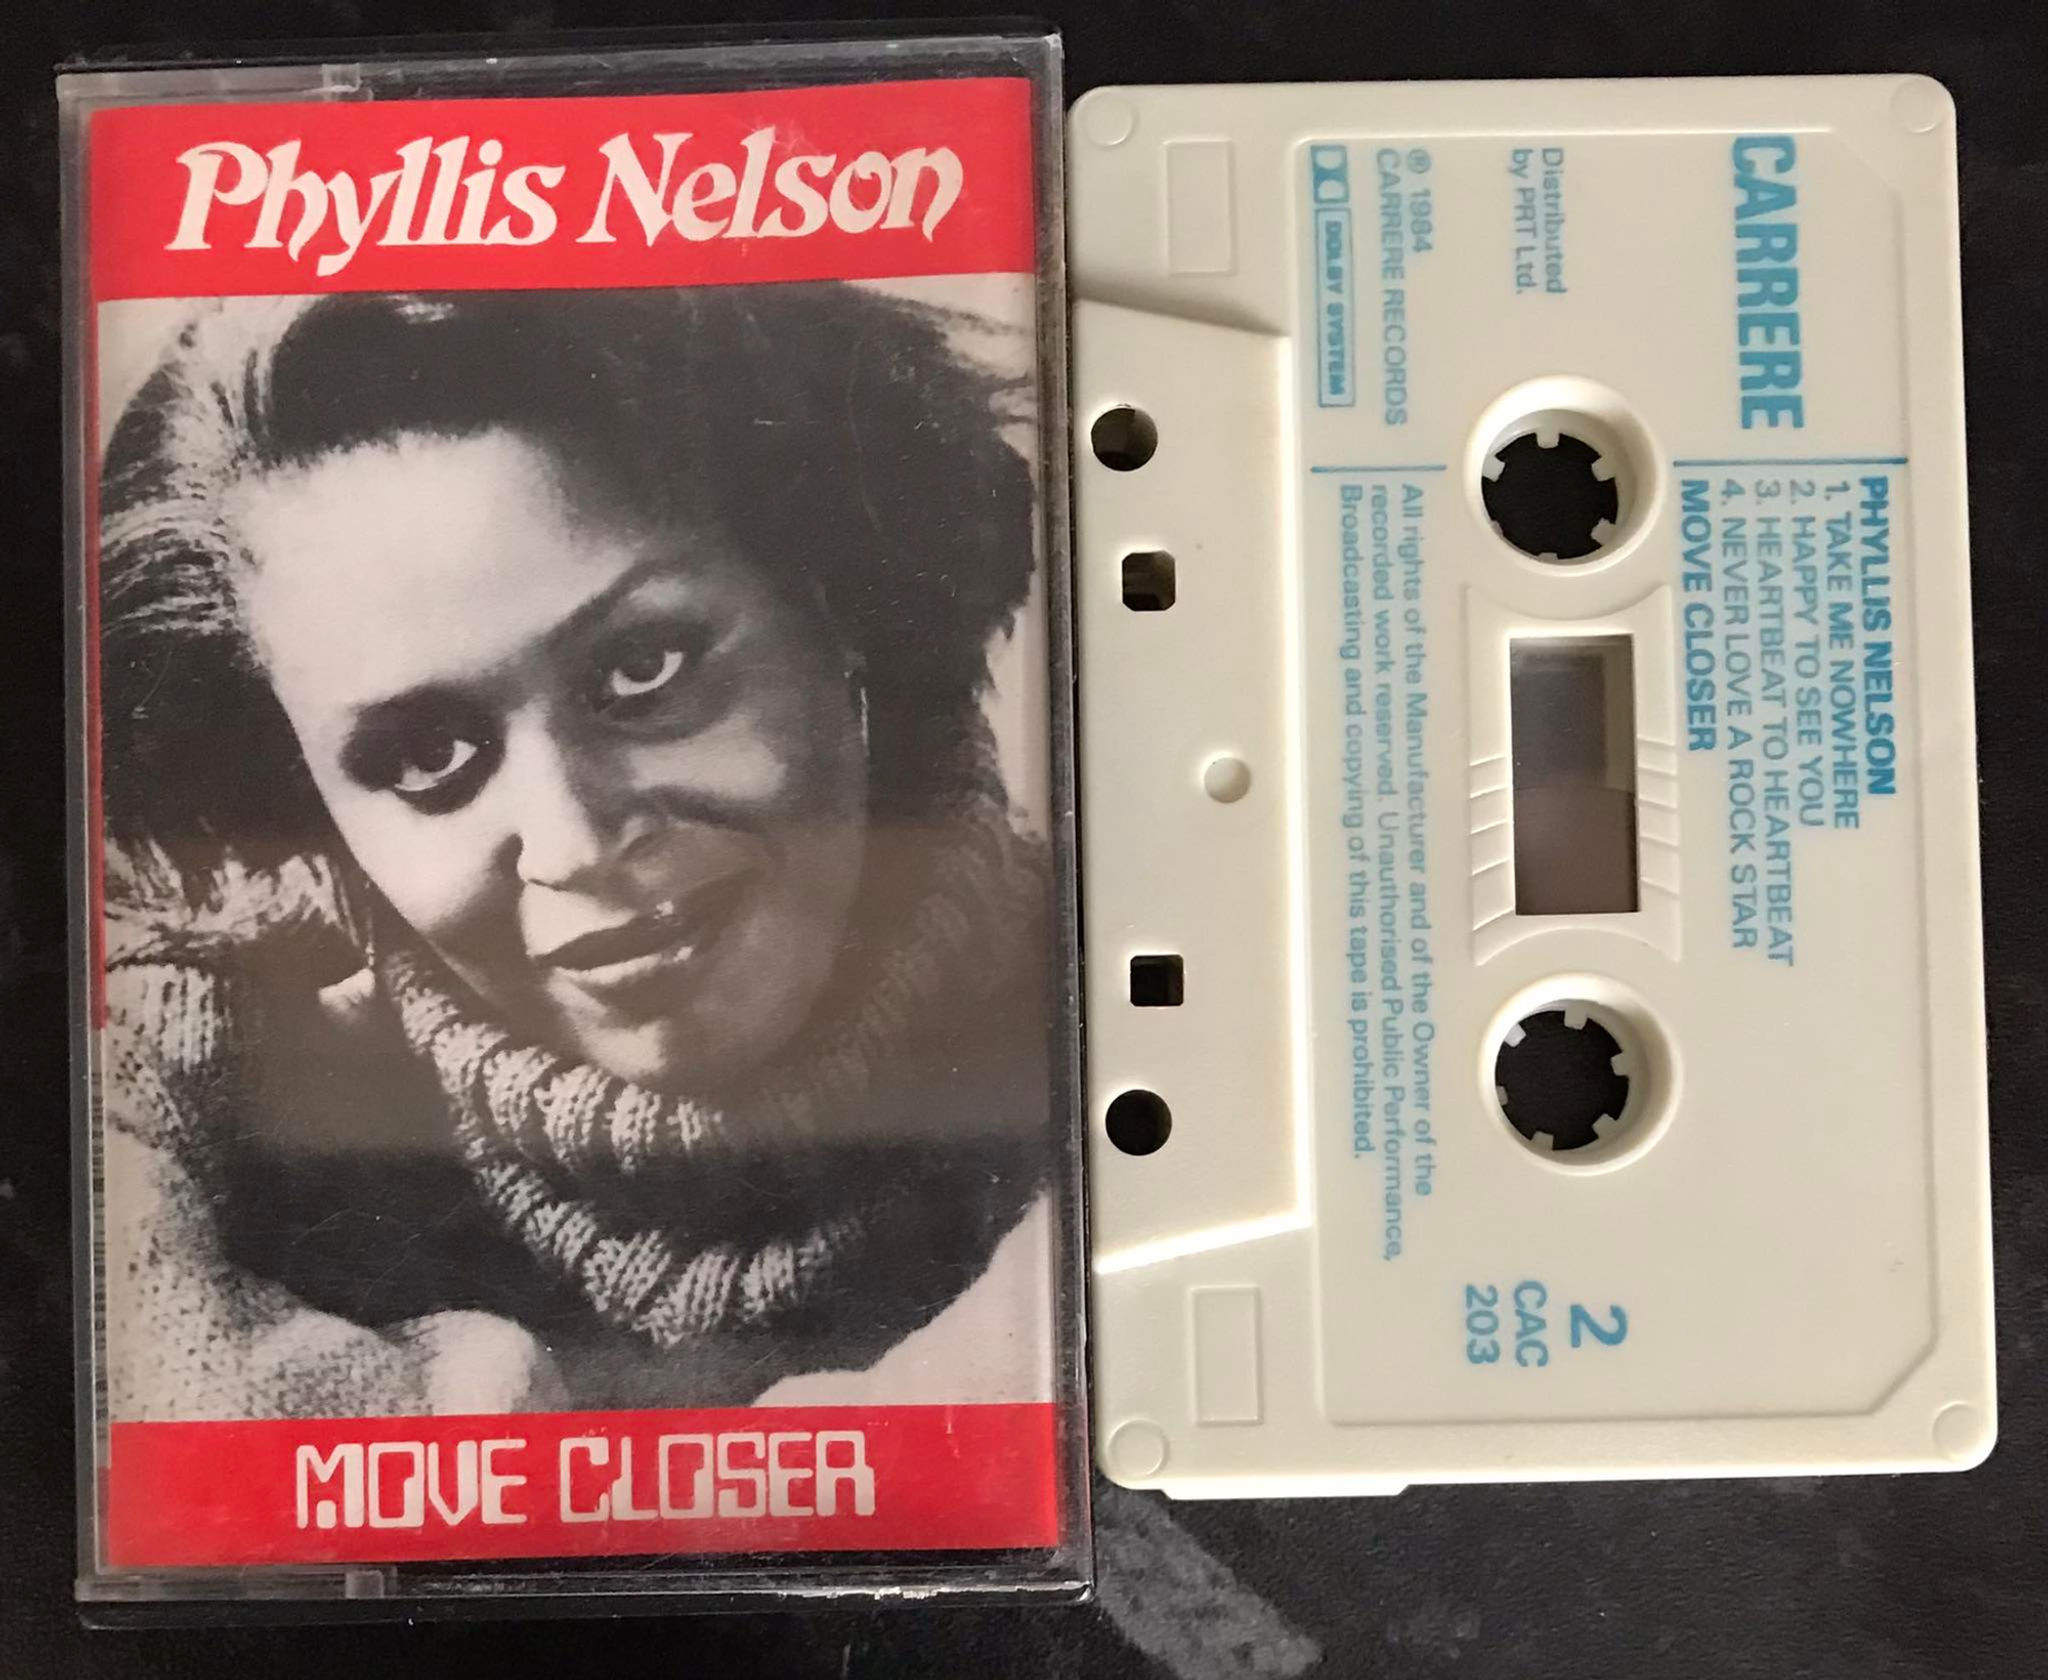 Phyllis Nelson
MOVE CLOSER
CARRERE
PHYLLIS NELSON
1. TAKE ME NOWHERE
2. HAPPY TO SEE YOU
3. HEARTBEAT TO HEARTBEAT
4. NEVER LOVE A ROCK STAR
MOVE CLOSER
Distributed
by PRT Ltd.
2
CAC
203
℗ 1984
CARRERE RECORDS
DOLBY SYSTEM
All rights of the Manufacturer and of the Owner of the
recorded work reserved. Unauthorised Public Performance,
Broadcasting and copying of this tape is prohibited.